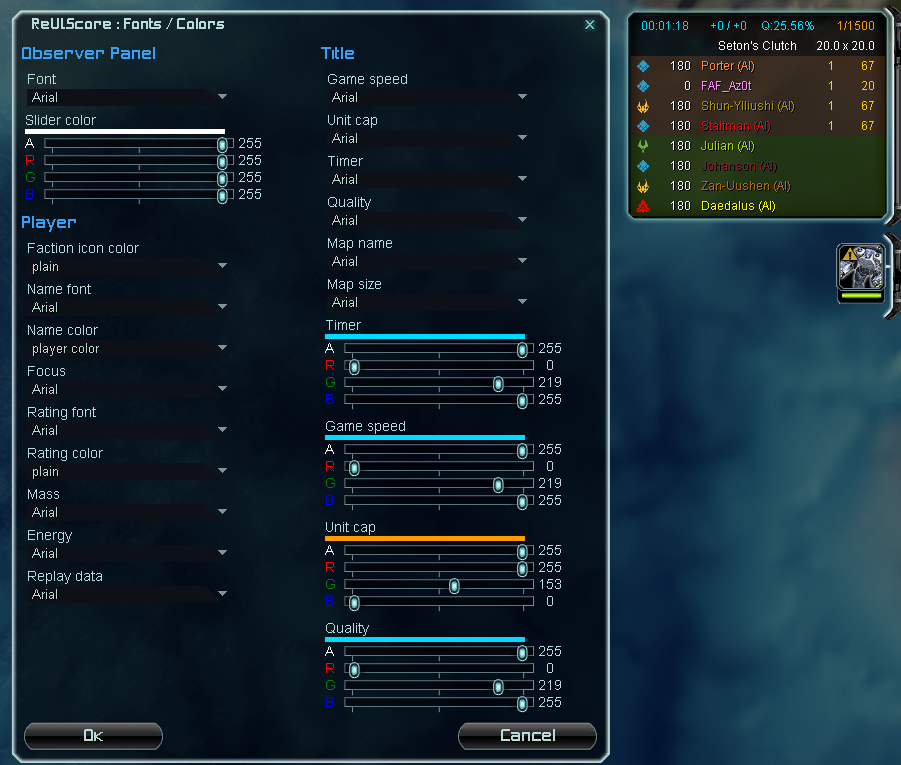 ReUI.Score : Fonts / Colors
X
Observer Panel
Font
Arial
Slider color
A 255
R 255
G 255
B 255
Player
Faction icon color
plain
Name font
Arial
Name color
player color
Focus
Arial
Rating font
Arial
Rating color
plain
Mass
Arial
Energy
Arial
Replay data
Arial
Title
Game speed
Arial
Unit cap
Arial
Timer
Arial
Quality
Arial
Map name
Arial
Map size
Arial
Timer
A 255
R 0
G 219
B 255
Game speed
A 255
R 0
G 219
B 255
Unit cap
A 255
R 255
G 153
B 0
Quality
A 255
R 0
G 219
B 255
Ok
Cancel
00:01:18 +0 / +0 Q:25.56% 1/1500
Seton's Clutch 20.0 x 20.0
180 Porter (AI) 1 67
0 FAF_Az0t 1 20
180 Shun-Ylliushi (AI) 1 67
180 Staltman (AI) 1 67
180 Julian (AI)
180 Johanson (AI)
180 Zan-Uushen (AI)
180 Daedalus (AI)